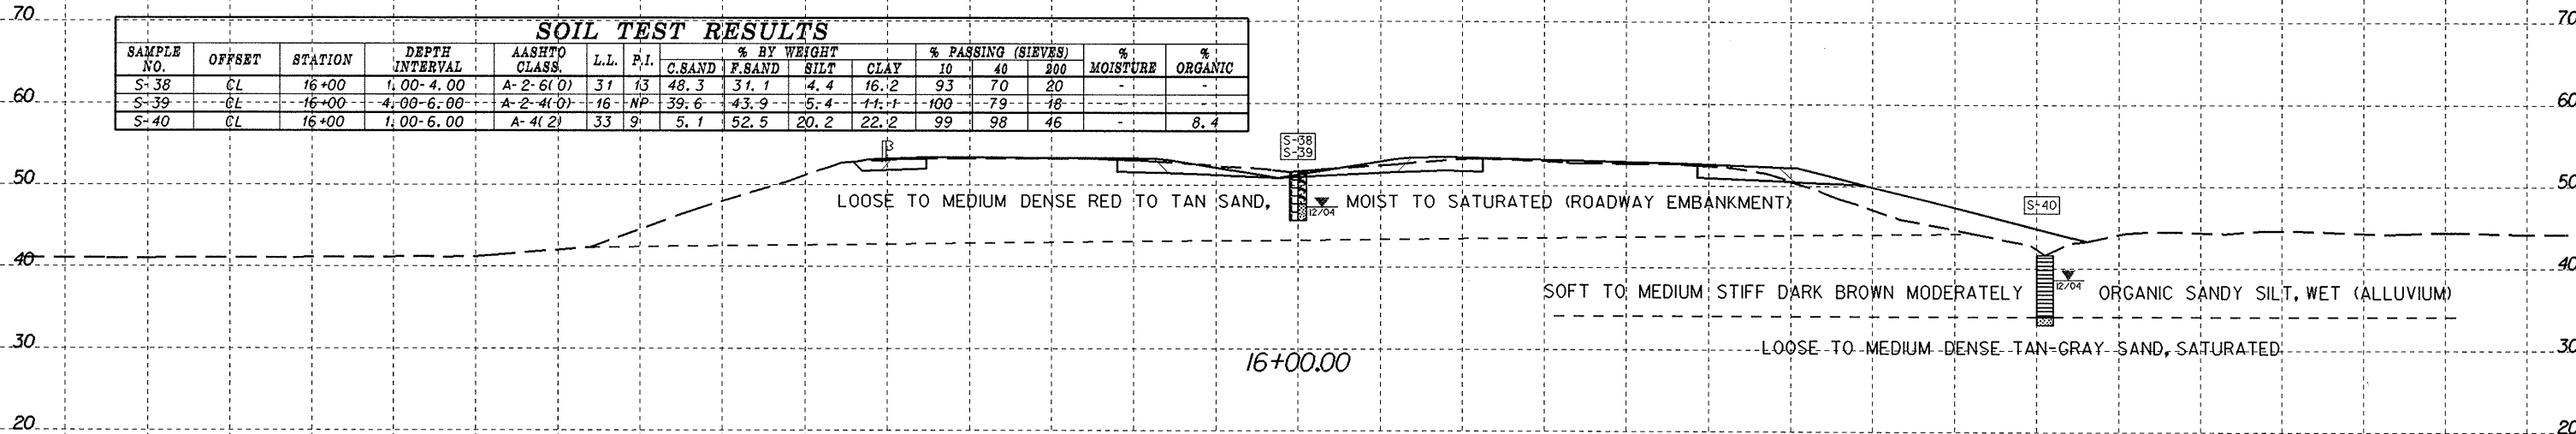 70 70
SOIL TEST RESULTS
SAMPLE NO. OFFSET STATION DEPTH INTERVAL AASHTO CLASS. L.L. P.I. % BY WEIGHT % PASSING (SIEVES) % MOISTURE % ORGANIC
C.SAND F.SAND SILT CLAY 10 40 200
S-38 CL 16+00 1.00-4.00 A-2-6(0) 31 13 48.3 31.1 4.4 16.2 93 70 20 - -
60 60
S-39 CL 16+00 4.00-6.00 A-2-4(0) 16 NP 39.6 43.9 5.4 11.1 100 79 18 - -
S-40 CL 16+00 1.00-6.00 A-4(2) 33 9 5.1 52.5 20.2 22.2 99 98 46 - 8.4
S-38
S-39
50 50
LOOSE TO MEDIUM DENSE RED TO TAN SAND, MOIST TO SATURATED (ROADWAY EMBANKMENT)
12/04
S-40
40 40
12/04
SOFT TO MEDIUM STIFF DARK BROWN MODERATELY ORGANIC SANDY SILT, WET (ALLUVIUM)
30 30
LOOSE TO MEDIUM DENSE TAN-GRAY SAND, SATURATED
16+00.00
20 20